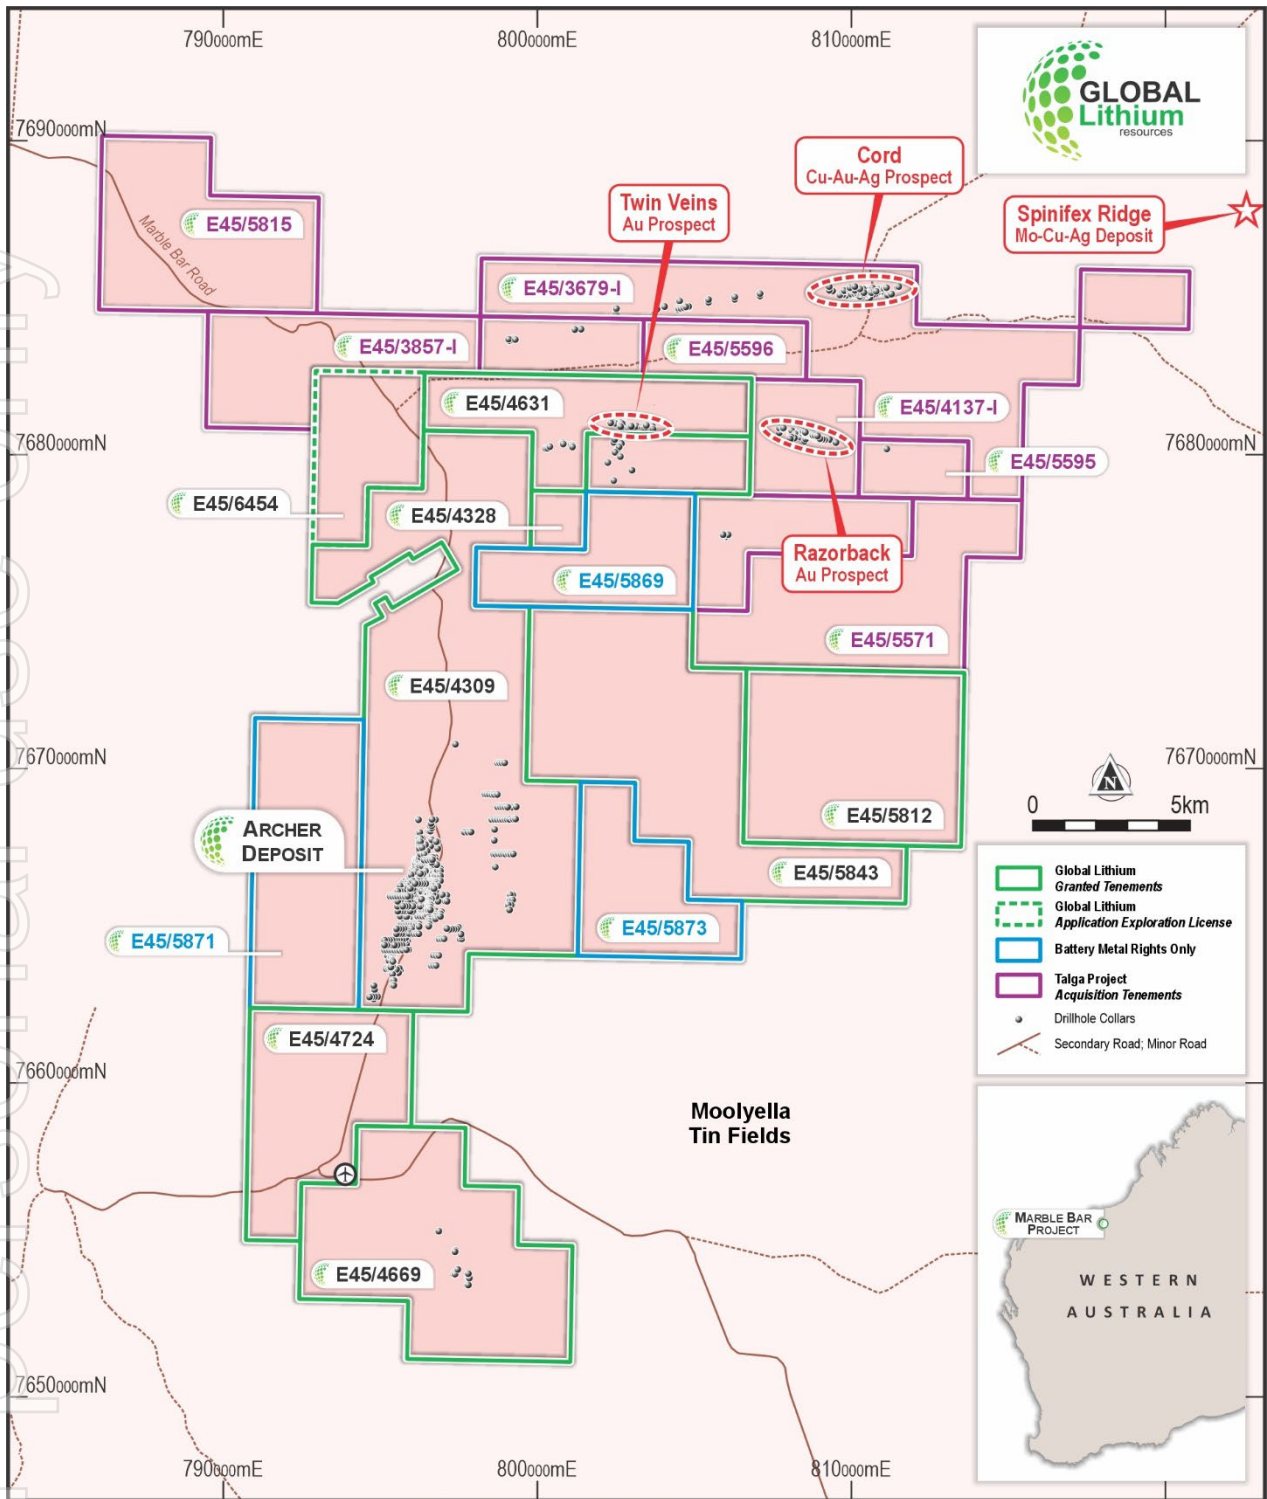 790000mE
800000mE
810000mE
GLOBAL
Lithium
resources
7690000mN
Cord
Cu-Au-Ag Prospect
Twin Veins
Au Prospect
Spinifex Ridge
Mo-Cu-Ag Deposit
E45/5815
Marble Bar Road
E45/3679-I
E45/3857-I
E45/5596
E45/4631
E45/4137-I
7680000mN
7680000mN
E45/5595
E45/6454
E45/4328
Razorback
Au Prospect
E45/5869
E45/5571
E45/4309
7670000mN
7670000mN
N
0
5km
E45/5812
ARCHER
DEPOSIT
E45/5843
E45/5871
E45/5873
Global Lithium
Granted Tenements
Global Lithium
Application Exploration License
Battery Metal Rights Only
Talga Project
Acquisition Tenements
Drillhole Collars
Secondary Road; Minor Road
E45/4724
7660000mN
Moolyella
Tin Fields
MARBLE BAR
PROJECT
E45/4669
WESTERN
AUSTRALIA
7650000mN
790000mE
800000mE
810000mE